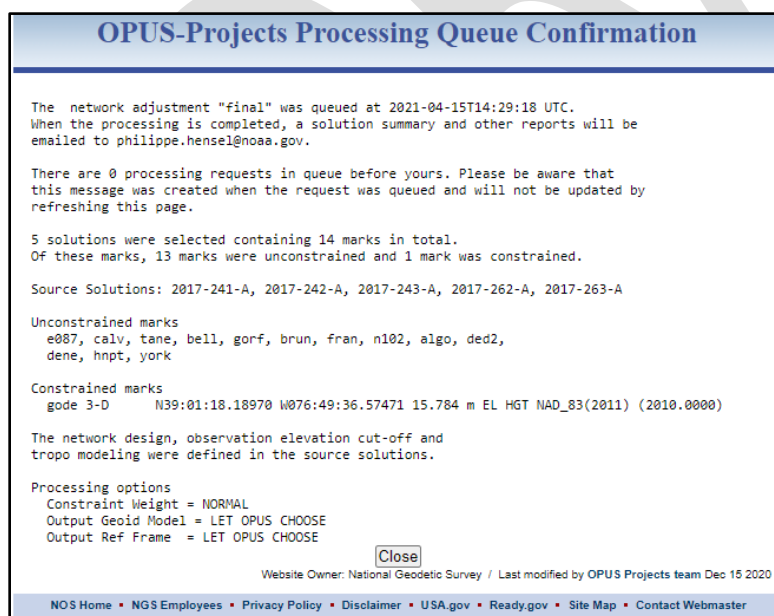 OPUS-Projects Processing Queue Confirmation
The network adjustment "final" was queued at 2021-04-15T14:29:18 UTC.
When the processing is completed, a solution summary and other reports will be
emailed to philippe.hensel@noaa.gov.
There are 0 processing requests in queue before yours. Please be aware that
this message was created when the request was queued and will not be updated by
refreshing this page.
5 solutions were selected containing 14 marks in total.
Of these marks, 13 marks were unconstrained and 1 mark was constrained.
Source Solutions: 2017-241-A, 2017-242-A, 2017-243-A, 2017-262-A, 2017-263-A
Unconstrained marks
e087, calv, tane, bell, gorf, brun, fran, n102, algo, ded2,
dene, hnpt, york
Constrained marks
gode 3-D N39:01:18.18970 W076:49:36.57471 15.784 m EL HGT NAD_83(2011) (2010.0000)
The network design, observation elevation cut-off and
tropo modeling were defined in the source solutions.
Processing options
Constraint Weight = NORMAL
Output Geoid Model = LET OPUS CHOOSE
Output Ref Frame = LET OPUS CHOOSE
Close
Website Owner: National Geodetic Survey / Last modified by OPUS Projects team Dec 15 2020
NOS Home ▪ NGS Employees ▪ Privacy Policy ▪ Disclaimer ▪ USA.gov ▪ Ready.gov ▪ Site Map ▪ Contact Webmaster